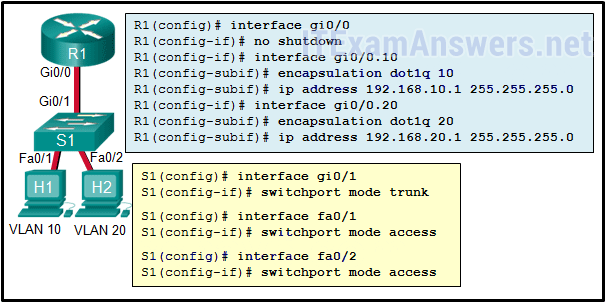 R1
Gi0/0
Gi0/1
S1
Fa0/1
Fa0/2
H1
H2
VLAN 10
VLAN 20
ITExamAnswers.net
R1(config)# interface gi0/0
R1(config-if)# no shutdown
R1(config-if)# interface gi0/0.10
R1(config-subif)# encapsulation dot1q 10
R1(config-subif)# ip address 192.168.10.1 255.255.255.0
R1(config-if)# interface gi0/0.20
R1(config-subif)# encapsulation dot1q 20
R1(config-subif)# ip address 192.168.20.1 255.255.255.0
S1(config)# interface gi0/1
S1(config-if)# switchport mode trunk
S1(config)# interface fa0/1
S1(config-if)# switchport mode access
S1(config)# interface fa0/2
S1(config-if)# switchport mode access